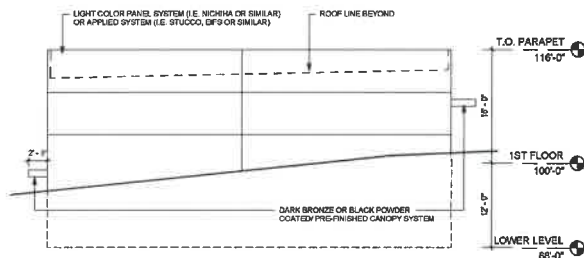 LIGHT COLOR PANEL SYSTEM (I.E. NICHIHA OR SIMILAR)
OR APPLIED SYSTEM (I.E. STUCCO, EIFS OR SIMILAR)
ROOF LINE BEYOND
T.O. PARAPET
116'-0"
16'-0"
2'-
1ST FLOOR
100'-0"
DARK BRONZE OR BLACK POWDER
COATED/ PRE-FINISHED CANOPY SYSTEM
12'-0"
LOWER LEVEL
88'-0"